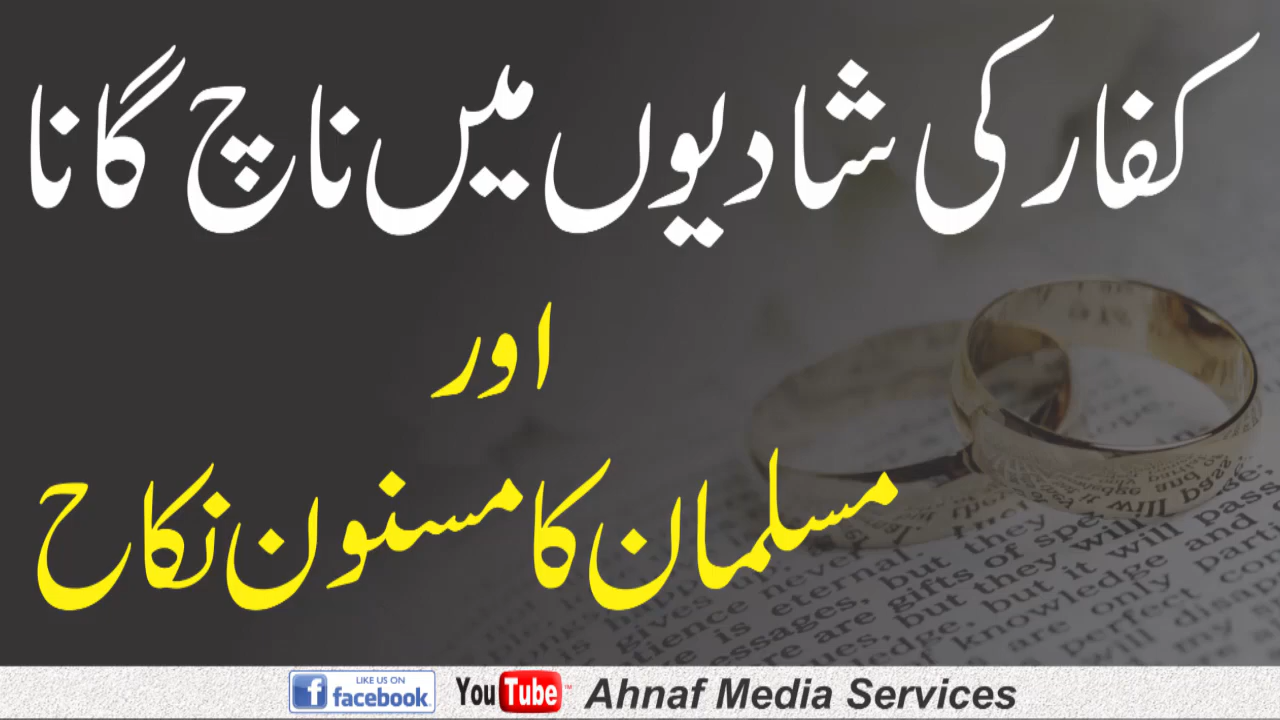 کفار کی شادیوں میں ناچ گانا
اور
مسلمان کا مسنون نکاح
LIKE US ON
facebook
YouTube
Ahnaf Media Services